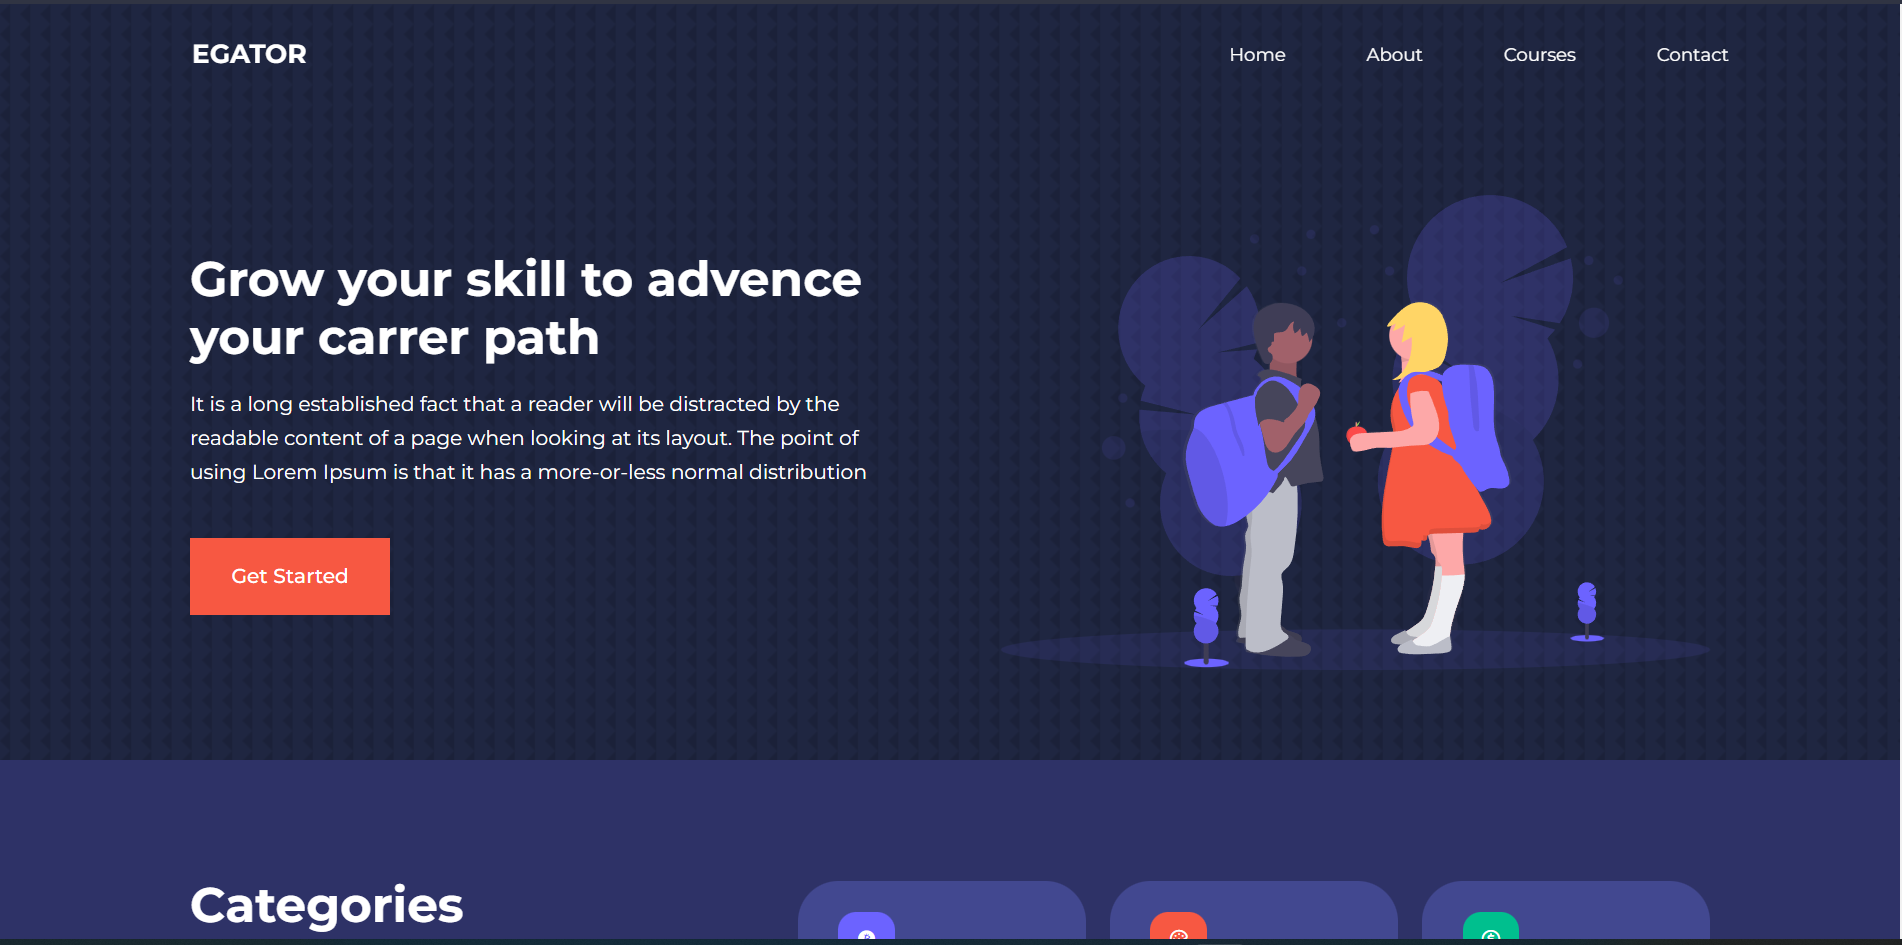 EGATOR
Home
About
Courses
Contact
Grow your skill to advence
your carrer path
It is a long established fact that a reader will be distracted by the
readable content of a page when looking at its layout. The point of
using Lorem Ipsum is that it has a more-or-less normal distribution
Get Started
Categories